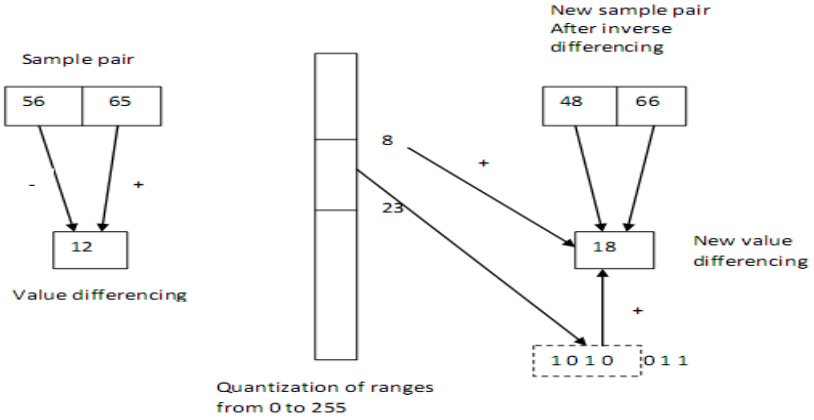 Sample pair
56 65
-
+
12
Value differencing
8
23
Quantization of ranges
from 0 to 255
New sample pair
After inverse
differencing
48 66
+
18
New value
differencing
+
1 0 1 0 0 1 1